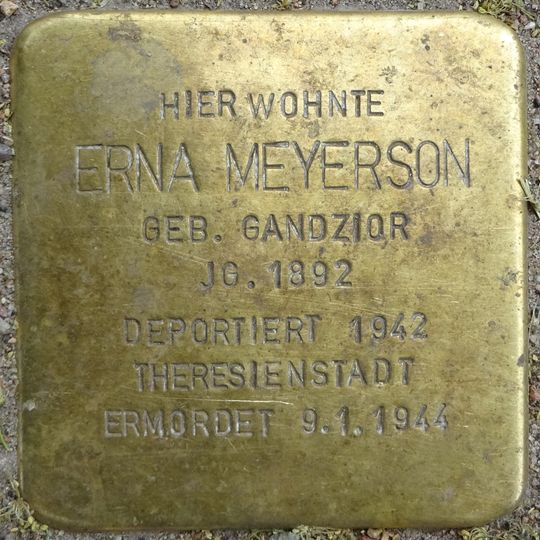 HIER WOHNTE
ERNA MEYERSON
GEB. GANDZIOR
JG. 1892
DEPORTIERT 1942
THERESIENSTADT
ERMORDET 9.1.1944